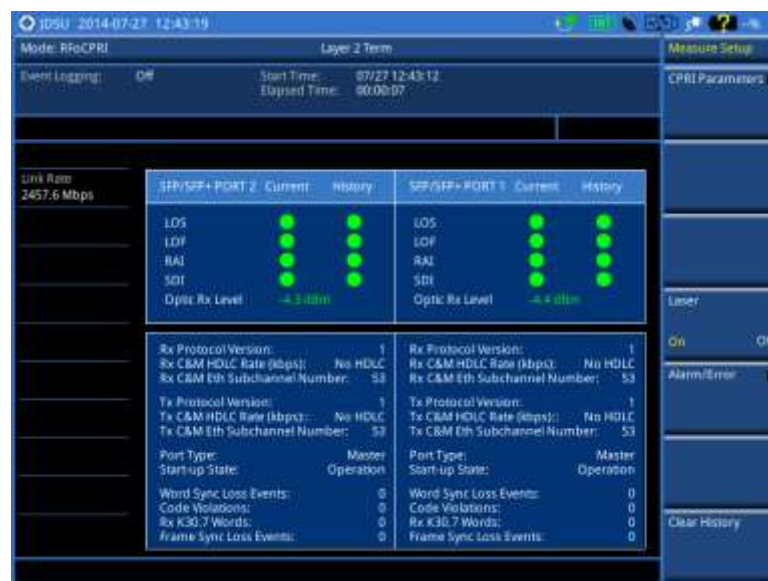 JDSU 2014-07-27 12:43:19
Mode: RFoCPRI Layer 2 Term Measure Setup
Event Logging: Off Start Time: 07/27 12:43:12
Elapsed Time: 00:00:07
CPRI Parameters
Link Rate
2457.6 Mbps
SFP/SFP+ PORT 2 Current History
LOS
LOF
RAI
SDI
Optic Rx Level -4.3 dBm
SFP/SFP+ PORT 1 Current History
LOS
LOF
RAI
SDI
Optic Rx Level -4.4 dBm
Rx Protocol Version: 1
Rx C&M HDLC Rate (kbps): No HDLC
Rx C&M Eth Subchannel Number: 53
Tx Protocol Version: 1
Tx C&M HDLC Rate (kbps):: No HDLC
Tx C&M Eth Subchannel Number: 53
Port Type: Master
Start-up State: Operation
Word Sync Loss Events: 0
Code Violations: 0
Rx K30.7 Words: 0
Frame Sync Loss Events: 0
Rx Protocol Version: 1
Rx C&M HDLC Rate (kbps): No HDLC
Rx C&M Eth Subchannel Number: 53
Tx Protocol Version: 1
Tx C&M HDLC Rate (kbps):: No HDLC
Tx C&M Eth Subchannel Number: 53
Port Type: Master
Start-up State: Operation
Word Sync Loss Events: 0
Code Violations: 0
Rx K30.7 Words: 0
Frame Sync Loss Events: 0
Laser
On
Alarm/Error
Clear History